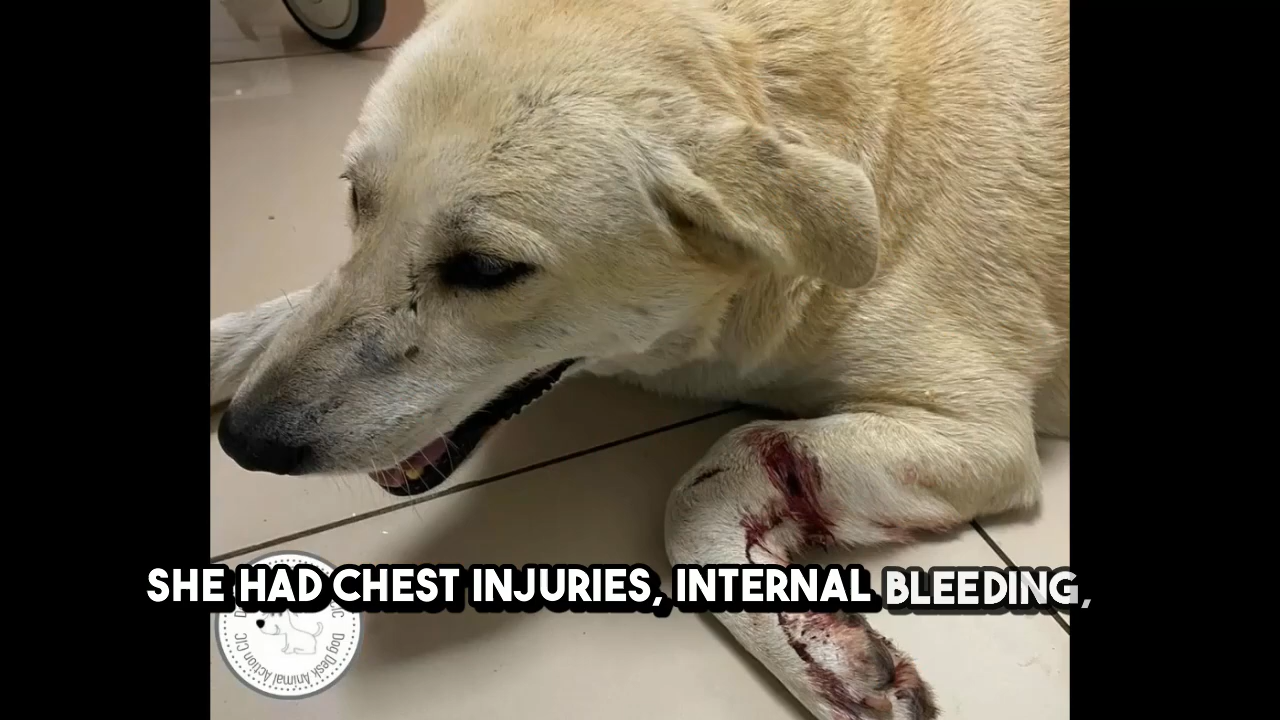 SHE HAD CHEST INJURIES, INTERNAL BLEEDING,
Dog Desk Animal Action CIC